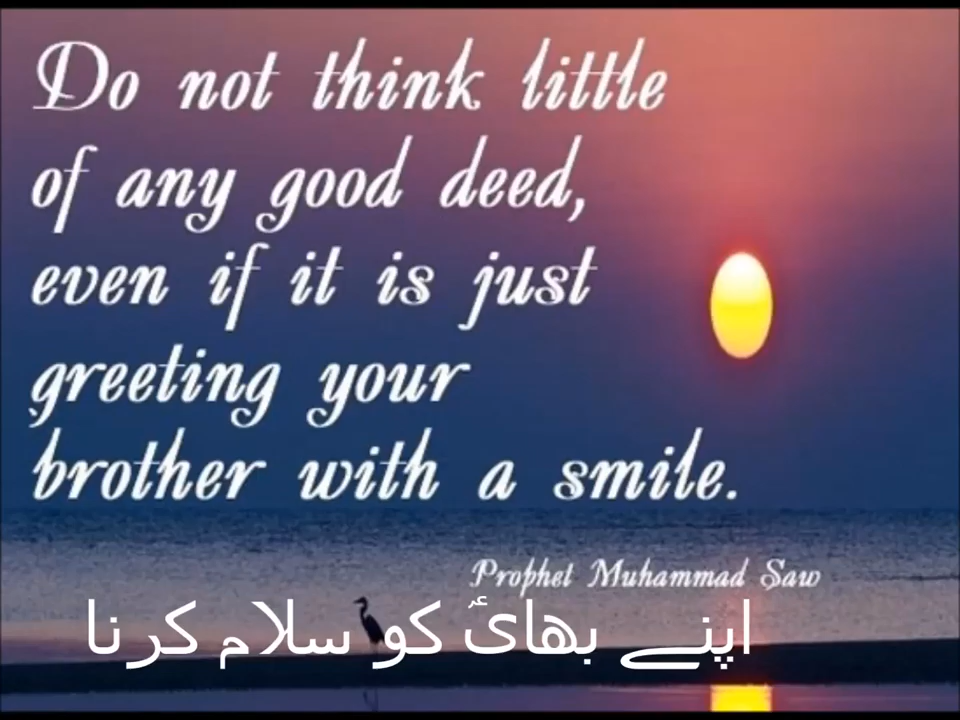 Do not think little
of any good deed,
even if it is just
greeting your
brother with a smile.
Prophet Muhammad Saw
اپنے بھائ کو سلام کرنا